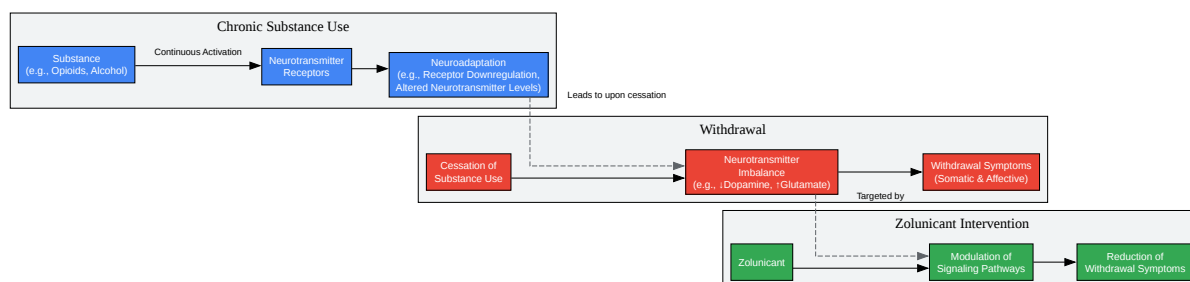 Chronic Substance Use
Substance
(e.g., Opioids, Alcohol)
Continuous Activation
Neurotransmitter
Receptors
Neuroadaptation
(e.g., Receptor Downregulation,
Altered Neurotransmitter Levels)
Leads to upon cessation
Withdrawal
Cessation of
Substance Use
Neurotransmitter
Imbalance
(e.g., ↓Dopamine, ↑Glutamate)
Withdrawal Symptoms
(Somatic & Affective)
Targeted by
Zolunicant Intervention
Zolunicant
Modulation of
Signaling Pathways
Reduction of
Withdrawal Symptoms